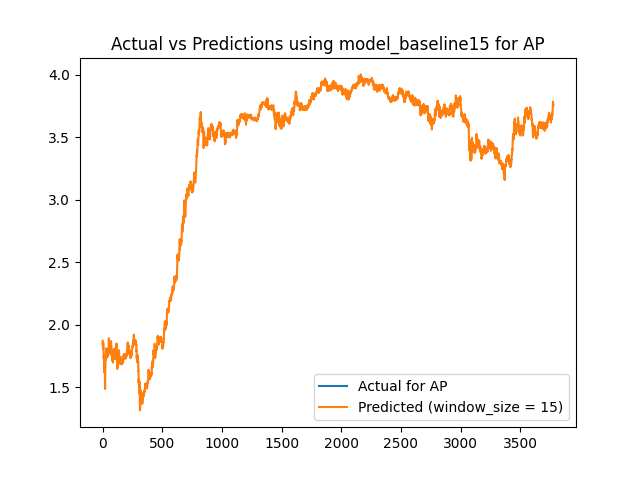 Actual vs Predictions using model_baseline15 for AP
4.0
3.5
3.0
2.5
2.0
1.5
0 500 1000 1500 2000 2500 3000 3500
Actual for AP
Predicted (window_size = 15)